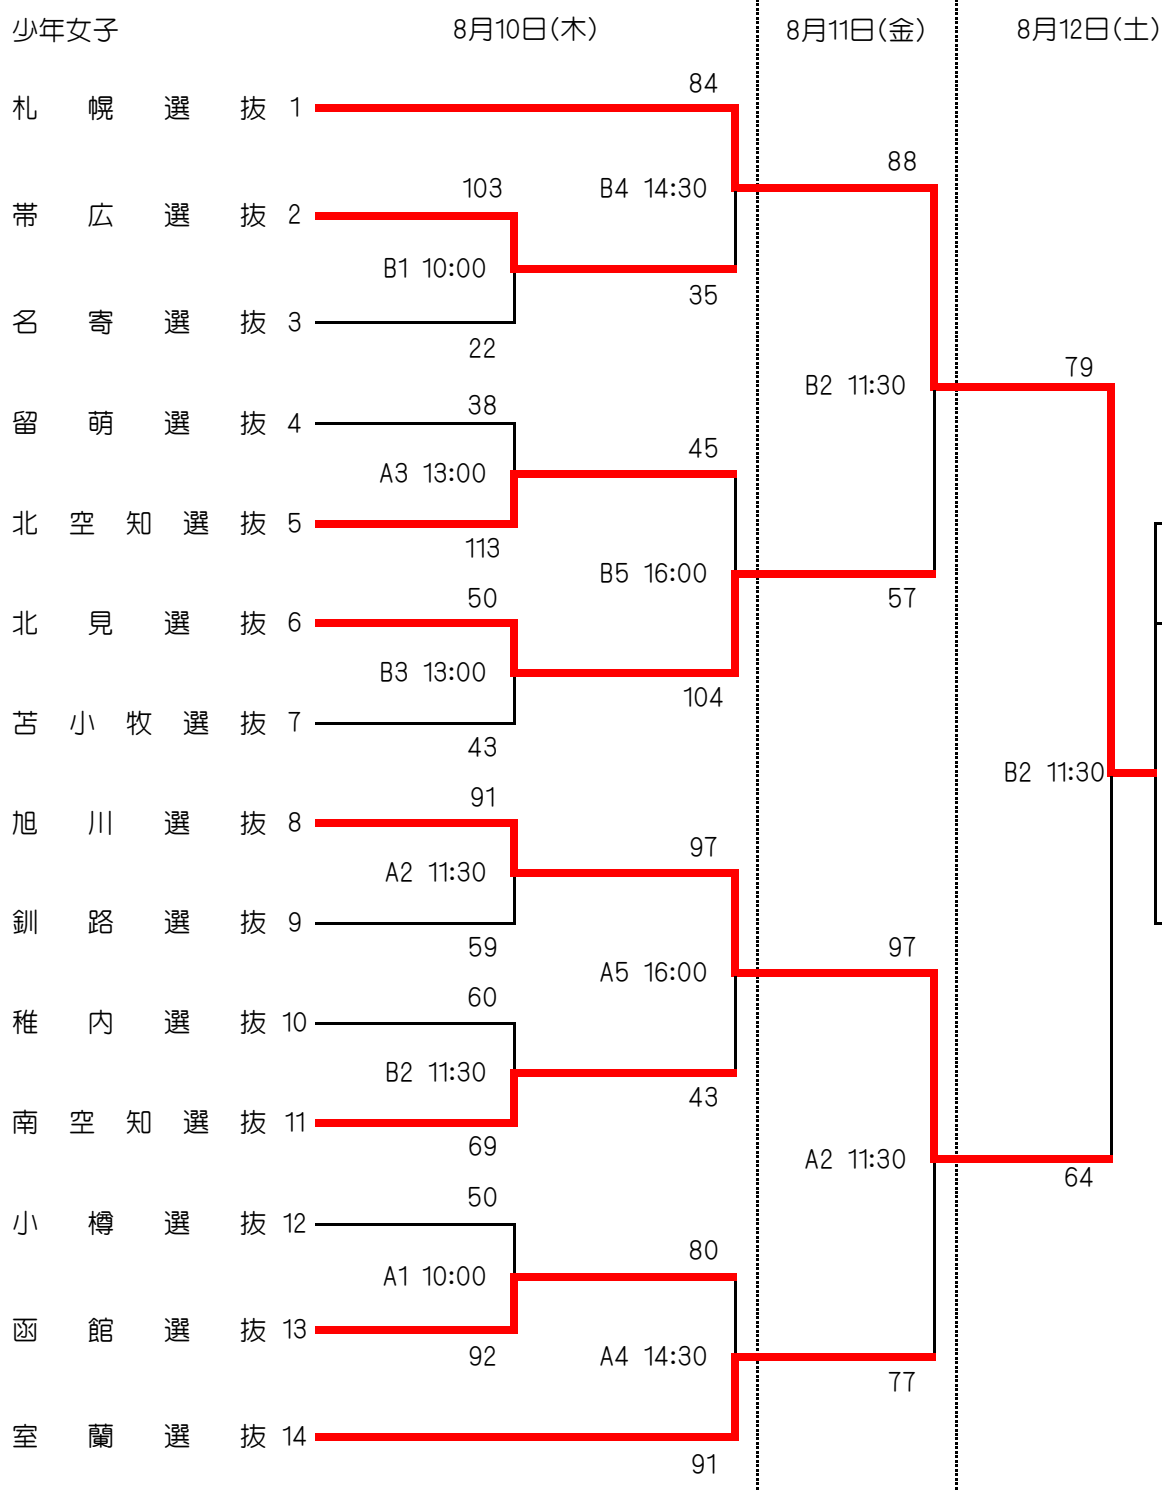 少年女子 8月10日(木) 8月11日(金) 8月12日(土)
84
札幌選抜 1
88
103 B4 14:30
帯広選抜 2
B1 10:00
35
名寄選抜 3
22
79
B2 11:30
38
留萌選抜 4
45
A3 13:00
北空知選抜 5
113
B5 16:00
50 57
北見選抜 6
B3 13:00
104
苫小牧選抜 7
43
B2 11:30
91
旭川選抜 8
97
A2 11:30
釧路選抜 9
59 97
A5 16:00
60
稚内選抜 10
B2 11:30
43
南空知選抜 11
69
A2 11:30
64
50
小樽選抜 12
80
A1 10:00
函館選抜 13
92 A4 14:30
77
室蘭選抜 14
91